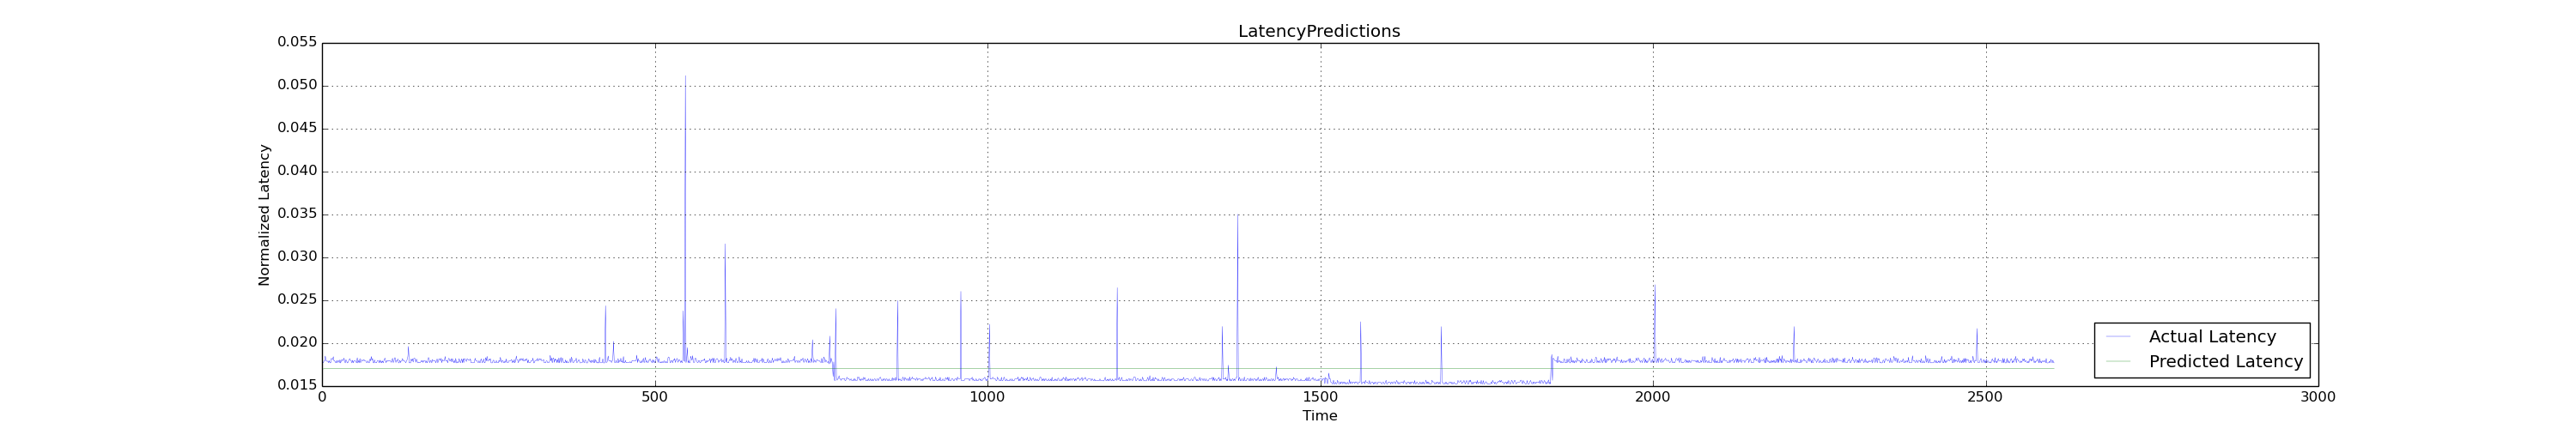 LatencyPredictions
0.055
0.050
0.045
0.040
0.035
0.030
0.025
0.020
0.015
Normalized Latency
0 500 1000 1500 2000 2500 3000
Time
Actual Latency
Predicted Latency